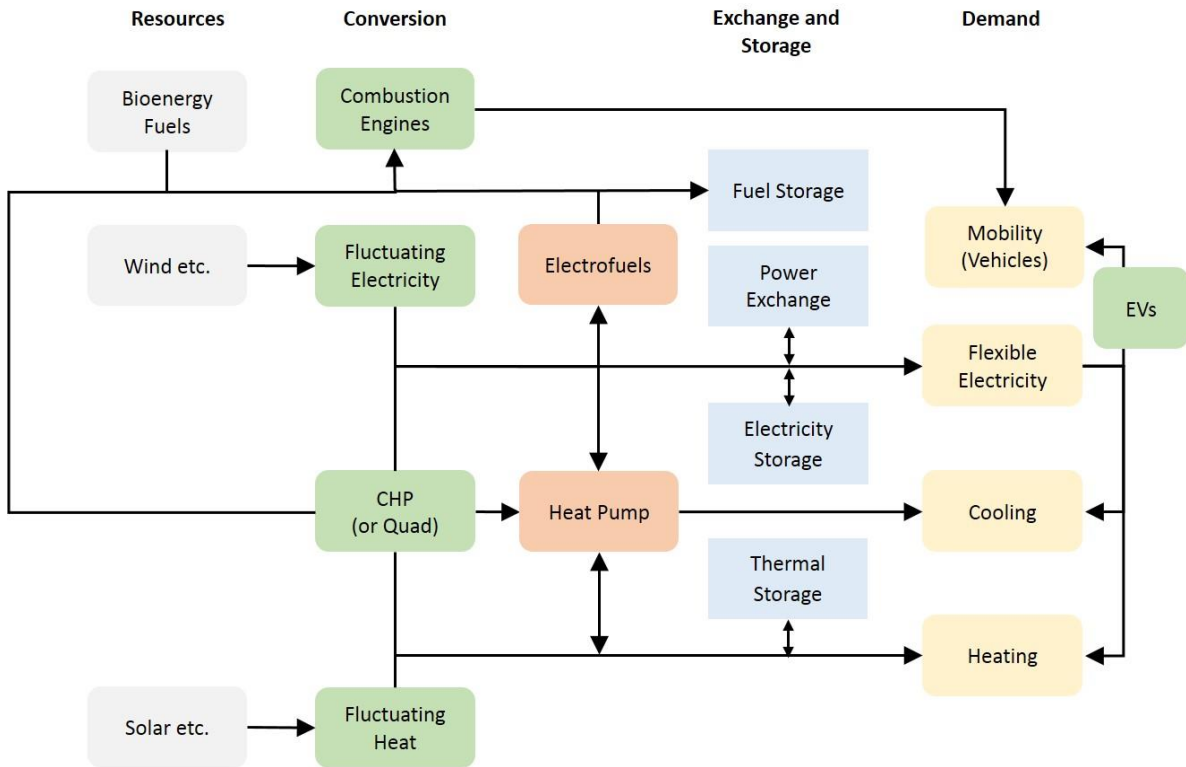 Resources
Conversion
Exchange and
Storage
Demand
Bioenergy
Fuels
Combustion
Engines
Fuel Storage
Wind etc.
Fluctuating
Electricity
Electrofuels
Power
Exchange
Mobility
(Vehicles)
EVs
Flexible
Electricity
Electricity
Storage
CHP
(or Quad)
Heat Pump
Cooling
Thermal
Storage
Heating
Solar etc.
Fluctuating
Heat